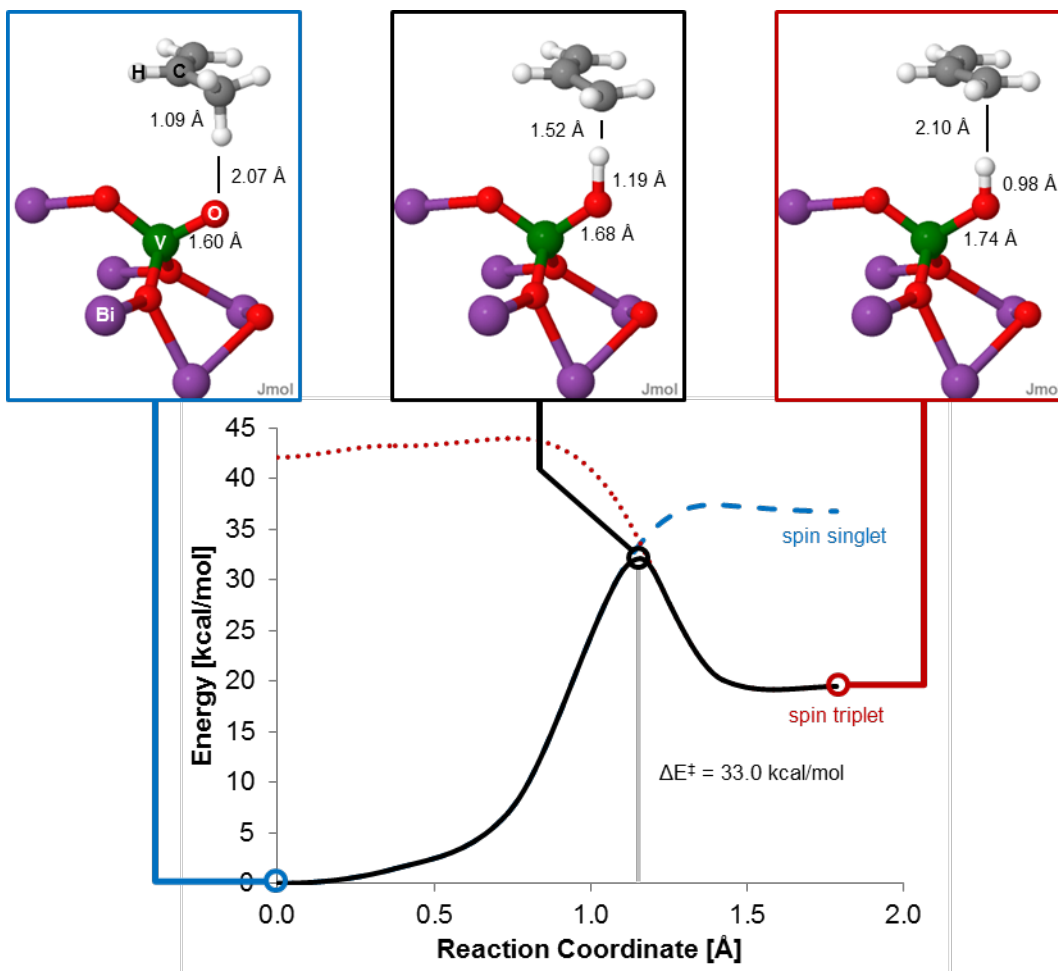 H C
1.09 Å
2.07 Å
O
V 1.60 Å
Bi
Jmol
1.52 Å
1.19 Å
1.68 Å
Jmol
2.10 Å
0.98 Å
1.74 Å
Jmo
45
40
35
30
25
20
15
10
5
0
Energy [kcal/mol]
spin singlet
spin triplet
ΔE‡ = 33.0 kcal/mol
0.0 0.5 1.0 1.5 2.0
Reaction Coordinate [Å]